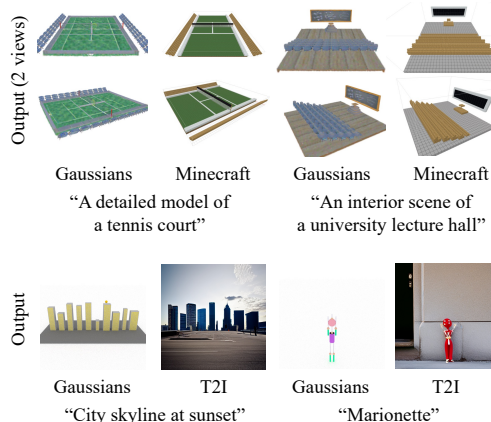 Output (2 views)
Gaussians Minecraft Gaussians Minecraft
“A detailed model of
a tennis court”
“An interior scene of
a university lecture hall”
Output
Gaussians T2I Gaussians T2I
“City skyline at sunset” “Marionette”